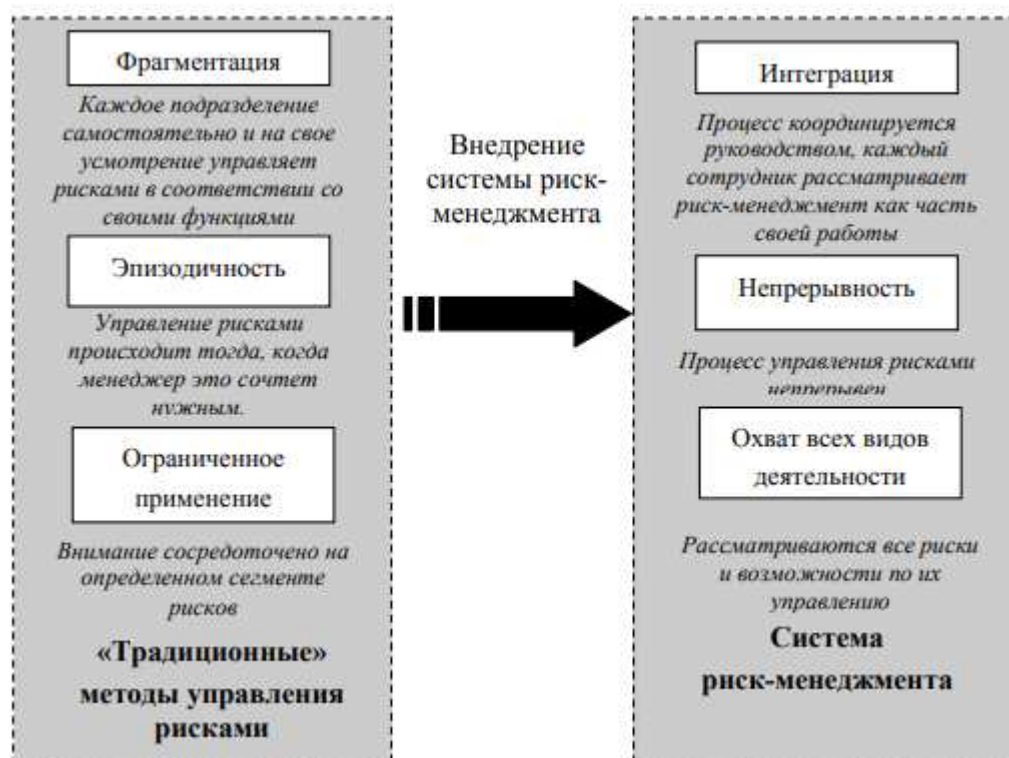 Фрагментация
Каждое подразделение
самостоятельно и на свое
усмотрение управляет
рисками в соответствии со
своими функциями
Эпизодичность
Управление рисками
происходит тогда, когда
менеджер это сочтет
нужным.
Ограниченное
применение
Внимание сосредоточено на
определенном сегменте
рисков
«Традиционные»
методы управления
рисками
Внедрение
системы риск-
менеджмента
Интеграция
Процесс координируется
руководством, каждый
сотрудник рассматривает
риск-менеджмент как часть
своей работы
Непрерывность
Процесс управления рисками
непрерывен
Охват всех видов
деятельности
Рассматриваются все риски
и возможности по их
управлению
Система
риск-менеджмента